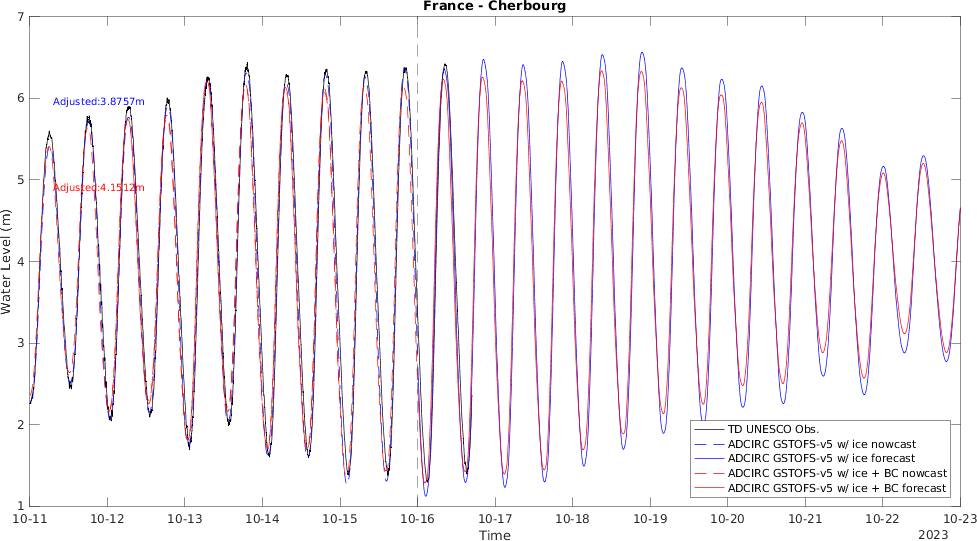 France - Cherbourg
7
6
5
4
3
2
1
Water Level (m)
Adjusted:3.8757m
Adjusted:4.1512m
TD UNESCO Obs.
ADCIRC GSTOFS-v5 w/ ice nowcast
ADCIRC GSTOFS-v5 w/ ice forecast
ADCIRC GSTOFS-v5 w/ ice + BC nowcast
ADCIRC GSTOFS-v5 w/ ice + BC forecast
10-11 10-12 10-13 10-14 10-15 10-16 10-17 10-18 10-19 10-20 10-21 10-22 10-23
Time 2023